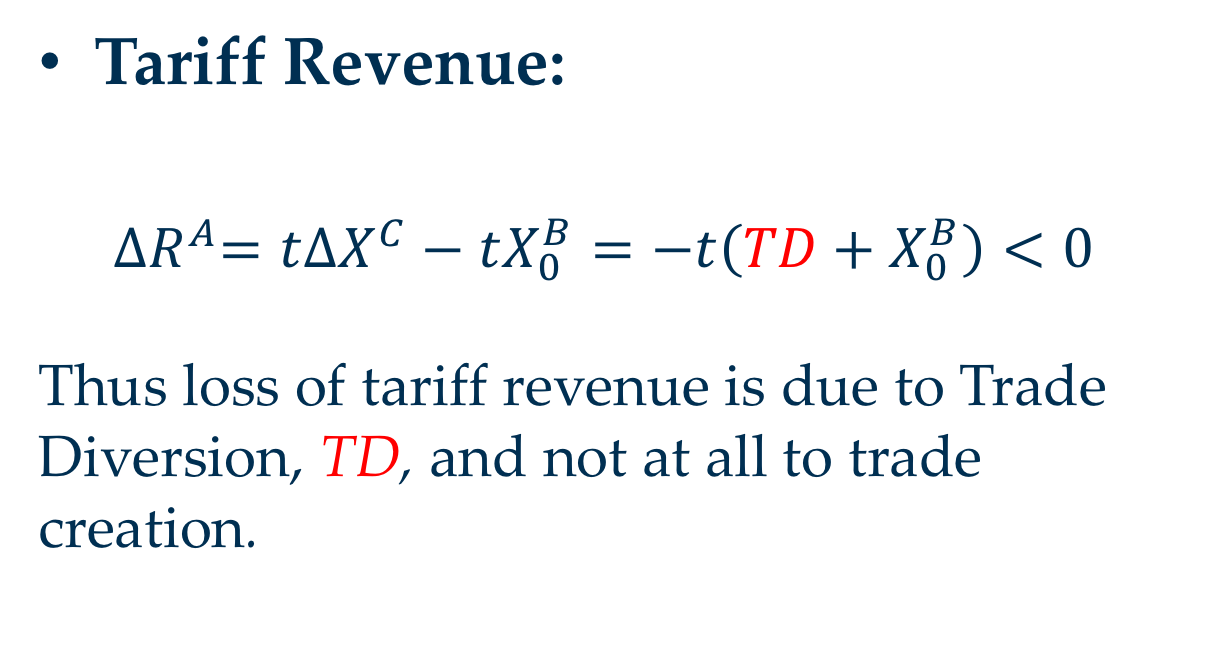 • Tariff Revenue:
ΔR^A = tΔX^C − tX_0^B = −t(TD + X_0^B) < 0
Thus loss of tariff revenue is due to Trade
Diversion, TD, and not at all to trade
creation.